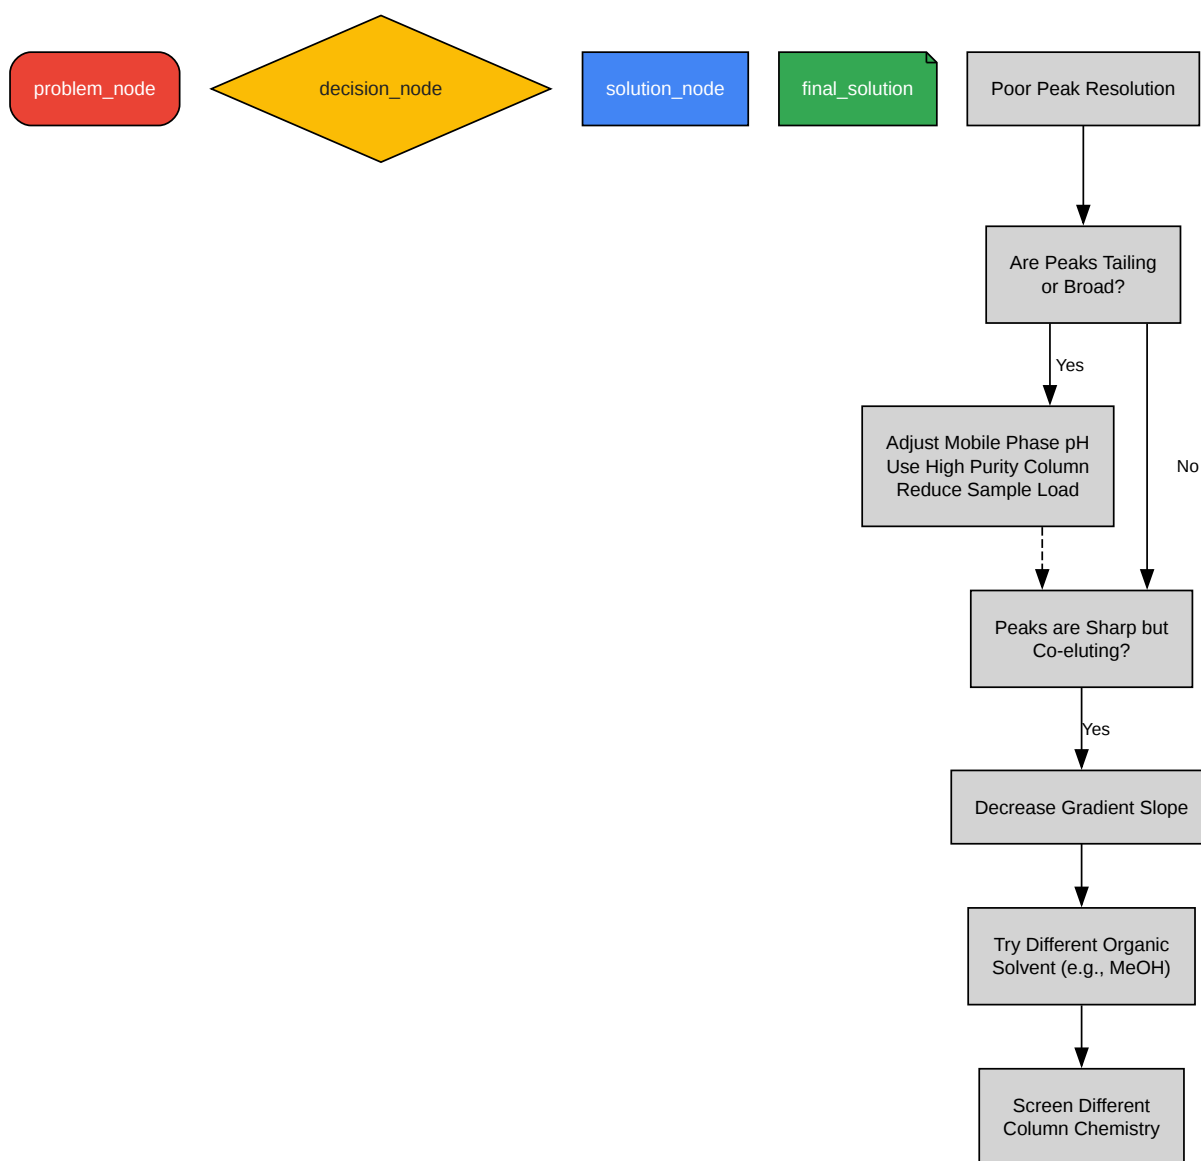 problem_node
decision_node
solution_node
final_solution
Poor Peak Resolution
Are Peaks Tailing
or Broad?
Yes
Adjust Mobile Phase pH
Use High Purity Column
Reduce Sample Load
No
Peaks are Sharp but
Co-eluting?
Yes
Decrease Gradient Slope
Try Different Organic
Solvent (e.g., MeOH)
Screen Different
Column Chemistry